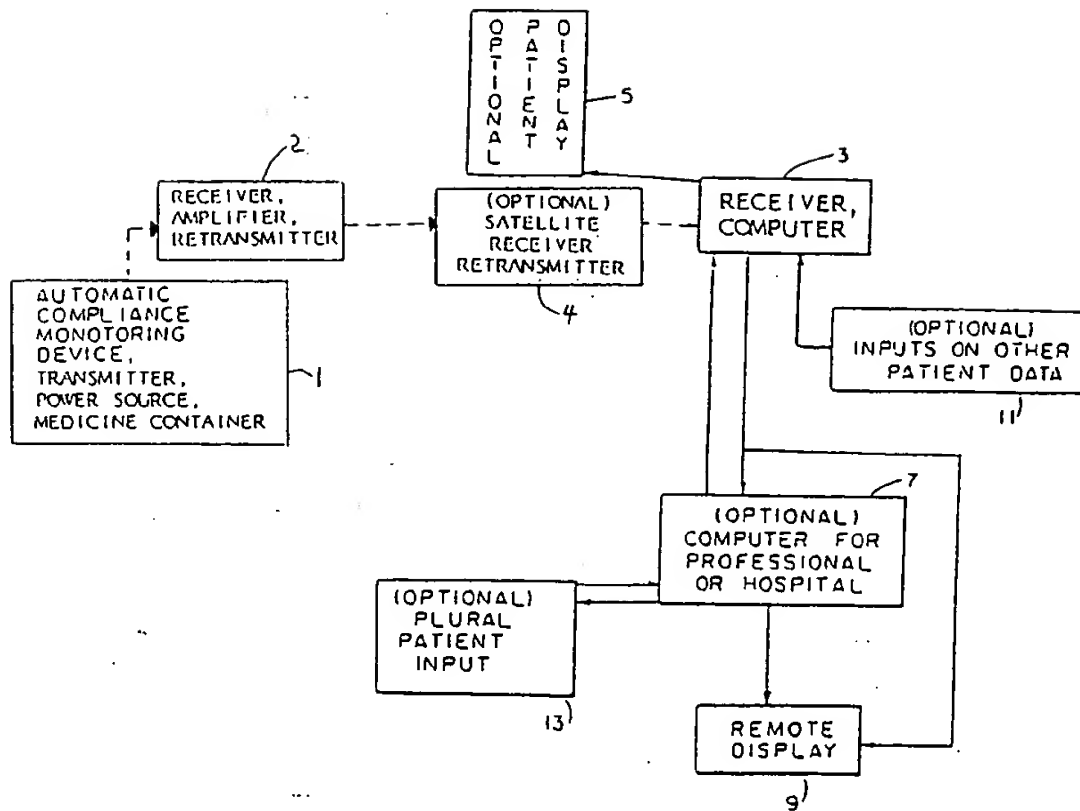 OPTIONAL
PATIENT
DISPLAY
5
2
RECEIVER,
AMPLIFIER,
RETRANSMITTER
(OPTIONAL)
SATELLITE
RECEIVER
RETRANSMITTER
4
3
RECEIVER,
COMPUTER
AUTOMATIC
COMPLIANCE
MONOTORING
DEVICE,
TRANSMITTER,
POWER SOURCE,
MEDICINE CONTAINER
1
(OPTIONAL)
INPUTS ON OTHER
PATIENT DATA
11
7
(OPTIONAL)
COMPUTER FOR
PROFESSIONAL
OR HOSPITAL
(OPTIONAL)
PLURAL
PATIENT
INPUT
13
REMOTE
DISPLAY
9